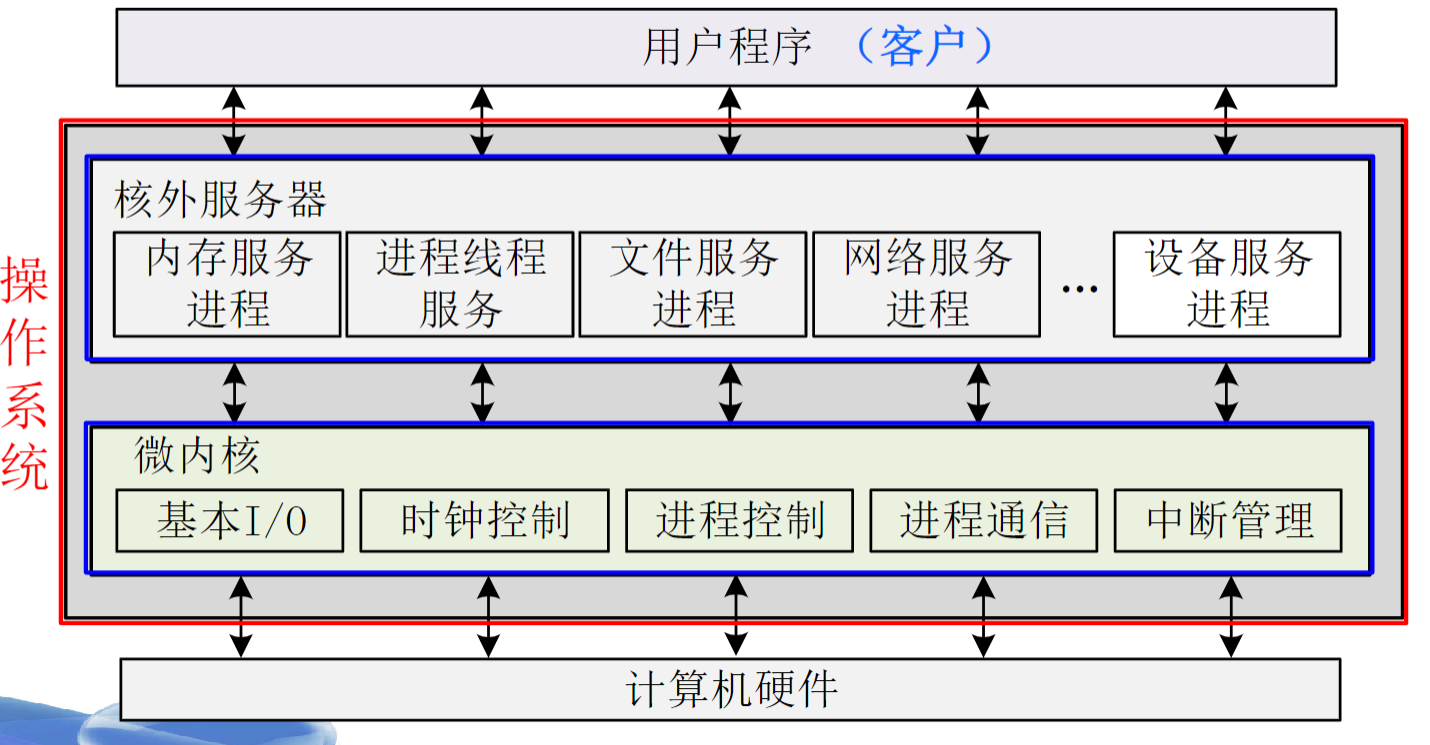 用户程序 （客户）
操作系统
核外服务器
内存服务
进程
进程线程
服务
文件服务
进程
网络服务
进程
…
设备服务
进程
微内核
基本I/O
时钟控制
进程控制
进程通信
中断管理
计算机硬件